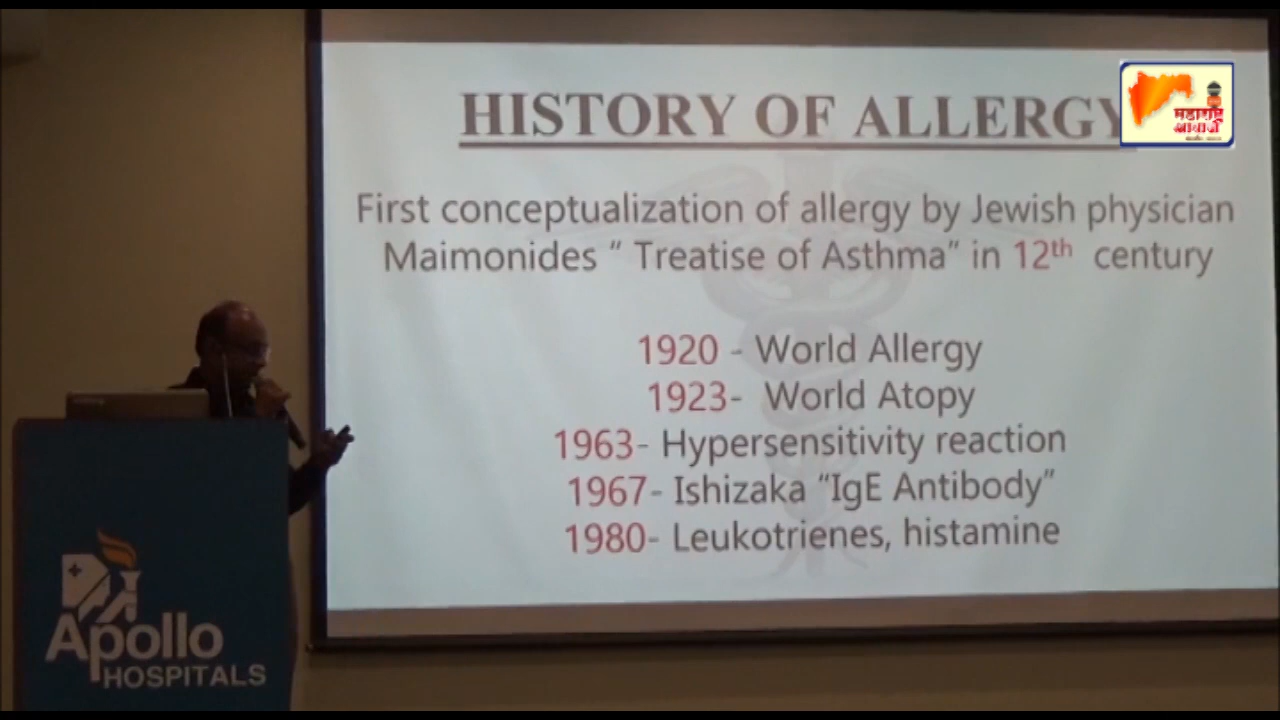 HISTORY OF ALLERGY
First conceptualization of allergy by Jewish physician
Maimonides “ Treatise of Asthma” in 12th century
1920 - World Allergy
1923- World Atopy
1963- Hypersensitivity reaction
1967- Ishizaka “IgE Antibody”
1980- Leukotrienes, histamine
Apollo
HOSPITALS